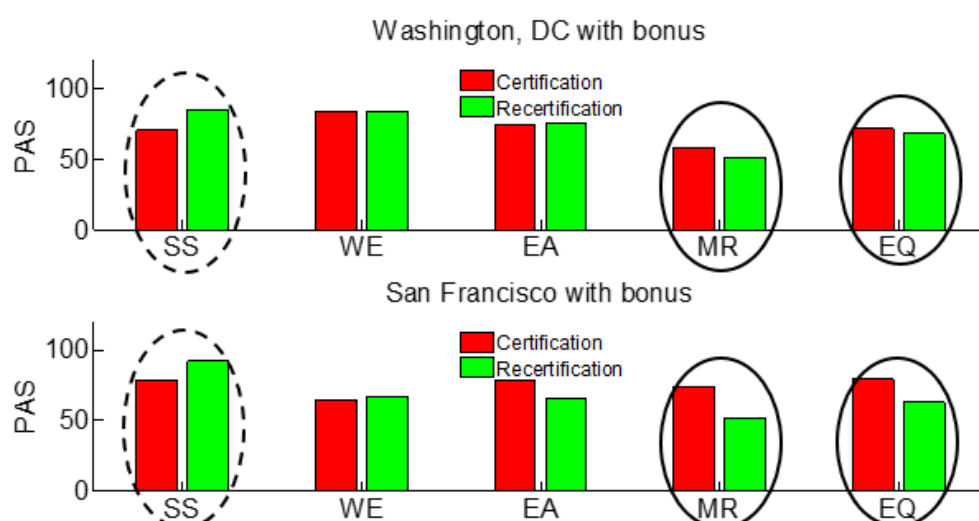 Washington, DC with bonus
100
50
0
PAS
Certification
Recertification
SS WE EA MR EQ
San Francisco with bonus
100
50
0
PAS
Certification
Recertification
SS WE EA MR EQ